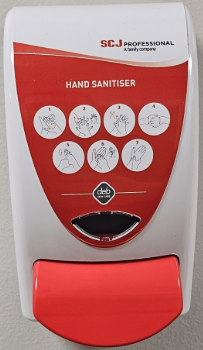 SCJ PROFESSIONAL
A family company
HAND SANITISER
1 2 3 4
5 6 7
deb